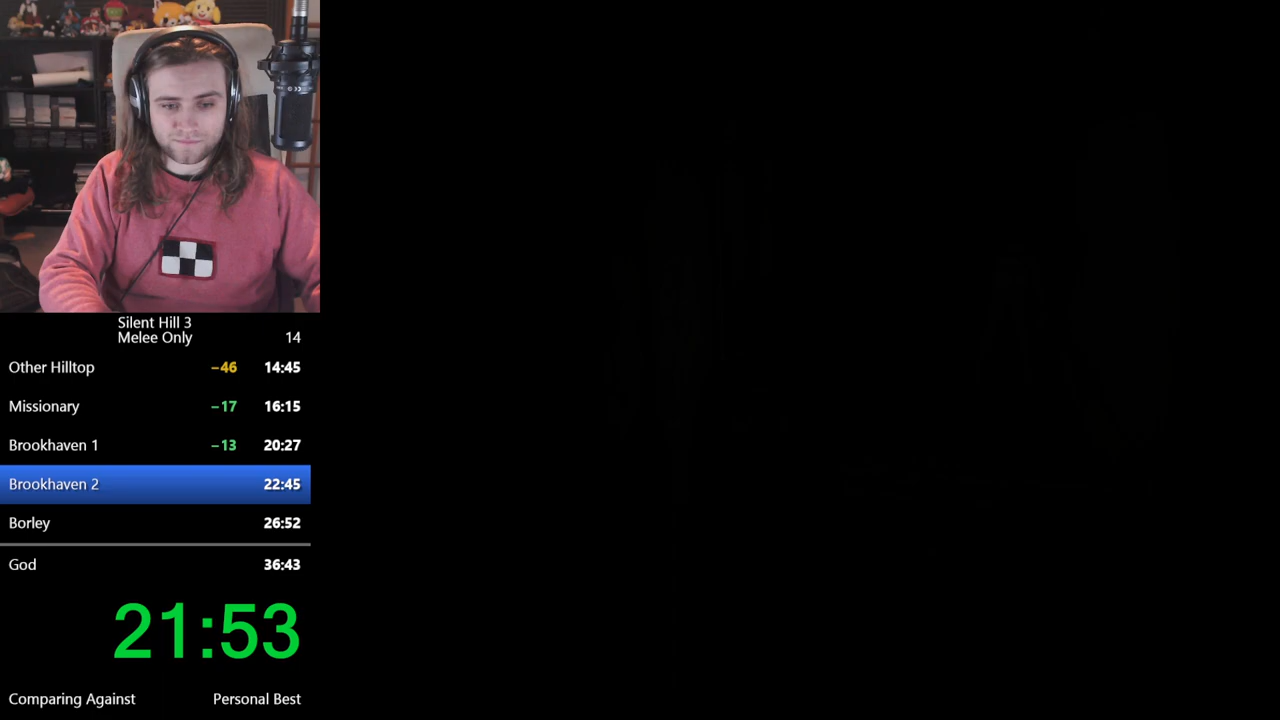 Silent Hill 3
Melee Only 14
Other Hilltop −46 14:45
Missionary −17 16:15
Brookhaven 1 −13 20:27
Brookhaven 2 22:45
Borley 26:52
God 36:43
21:53
Comparing Against Personal Best